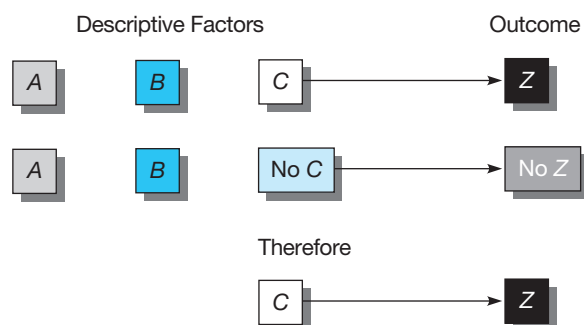 Descriptive Factors Outcome
A B C Z
A B No C No Z
Therefore
C Z